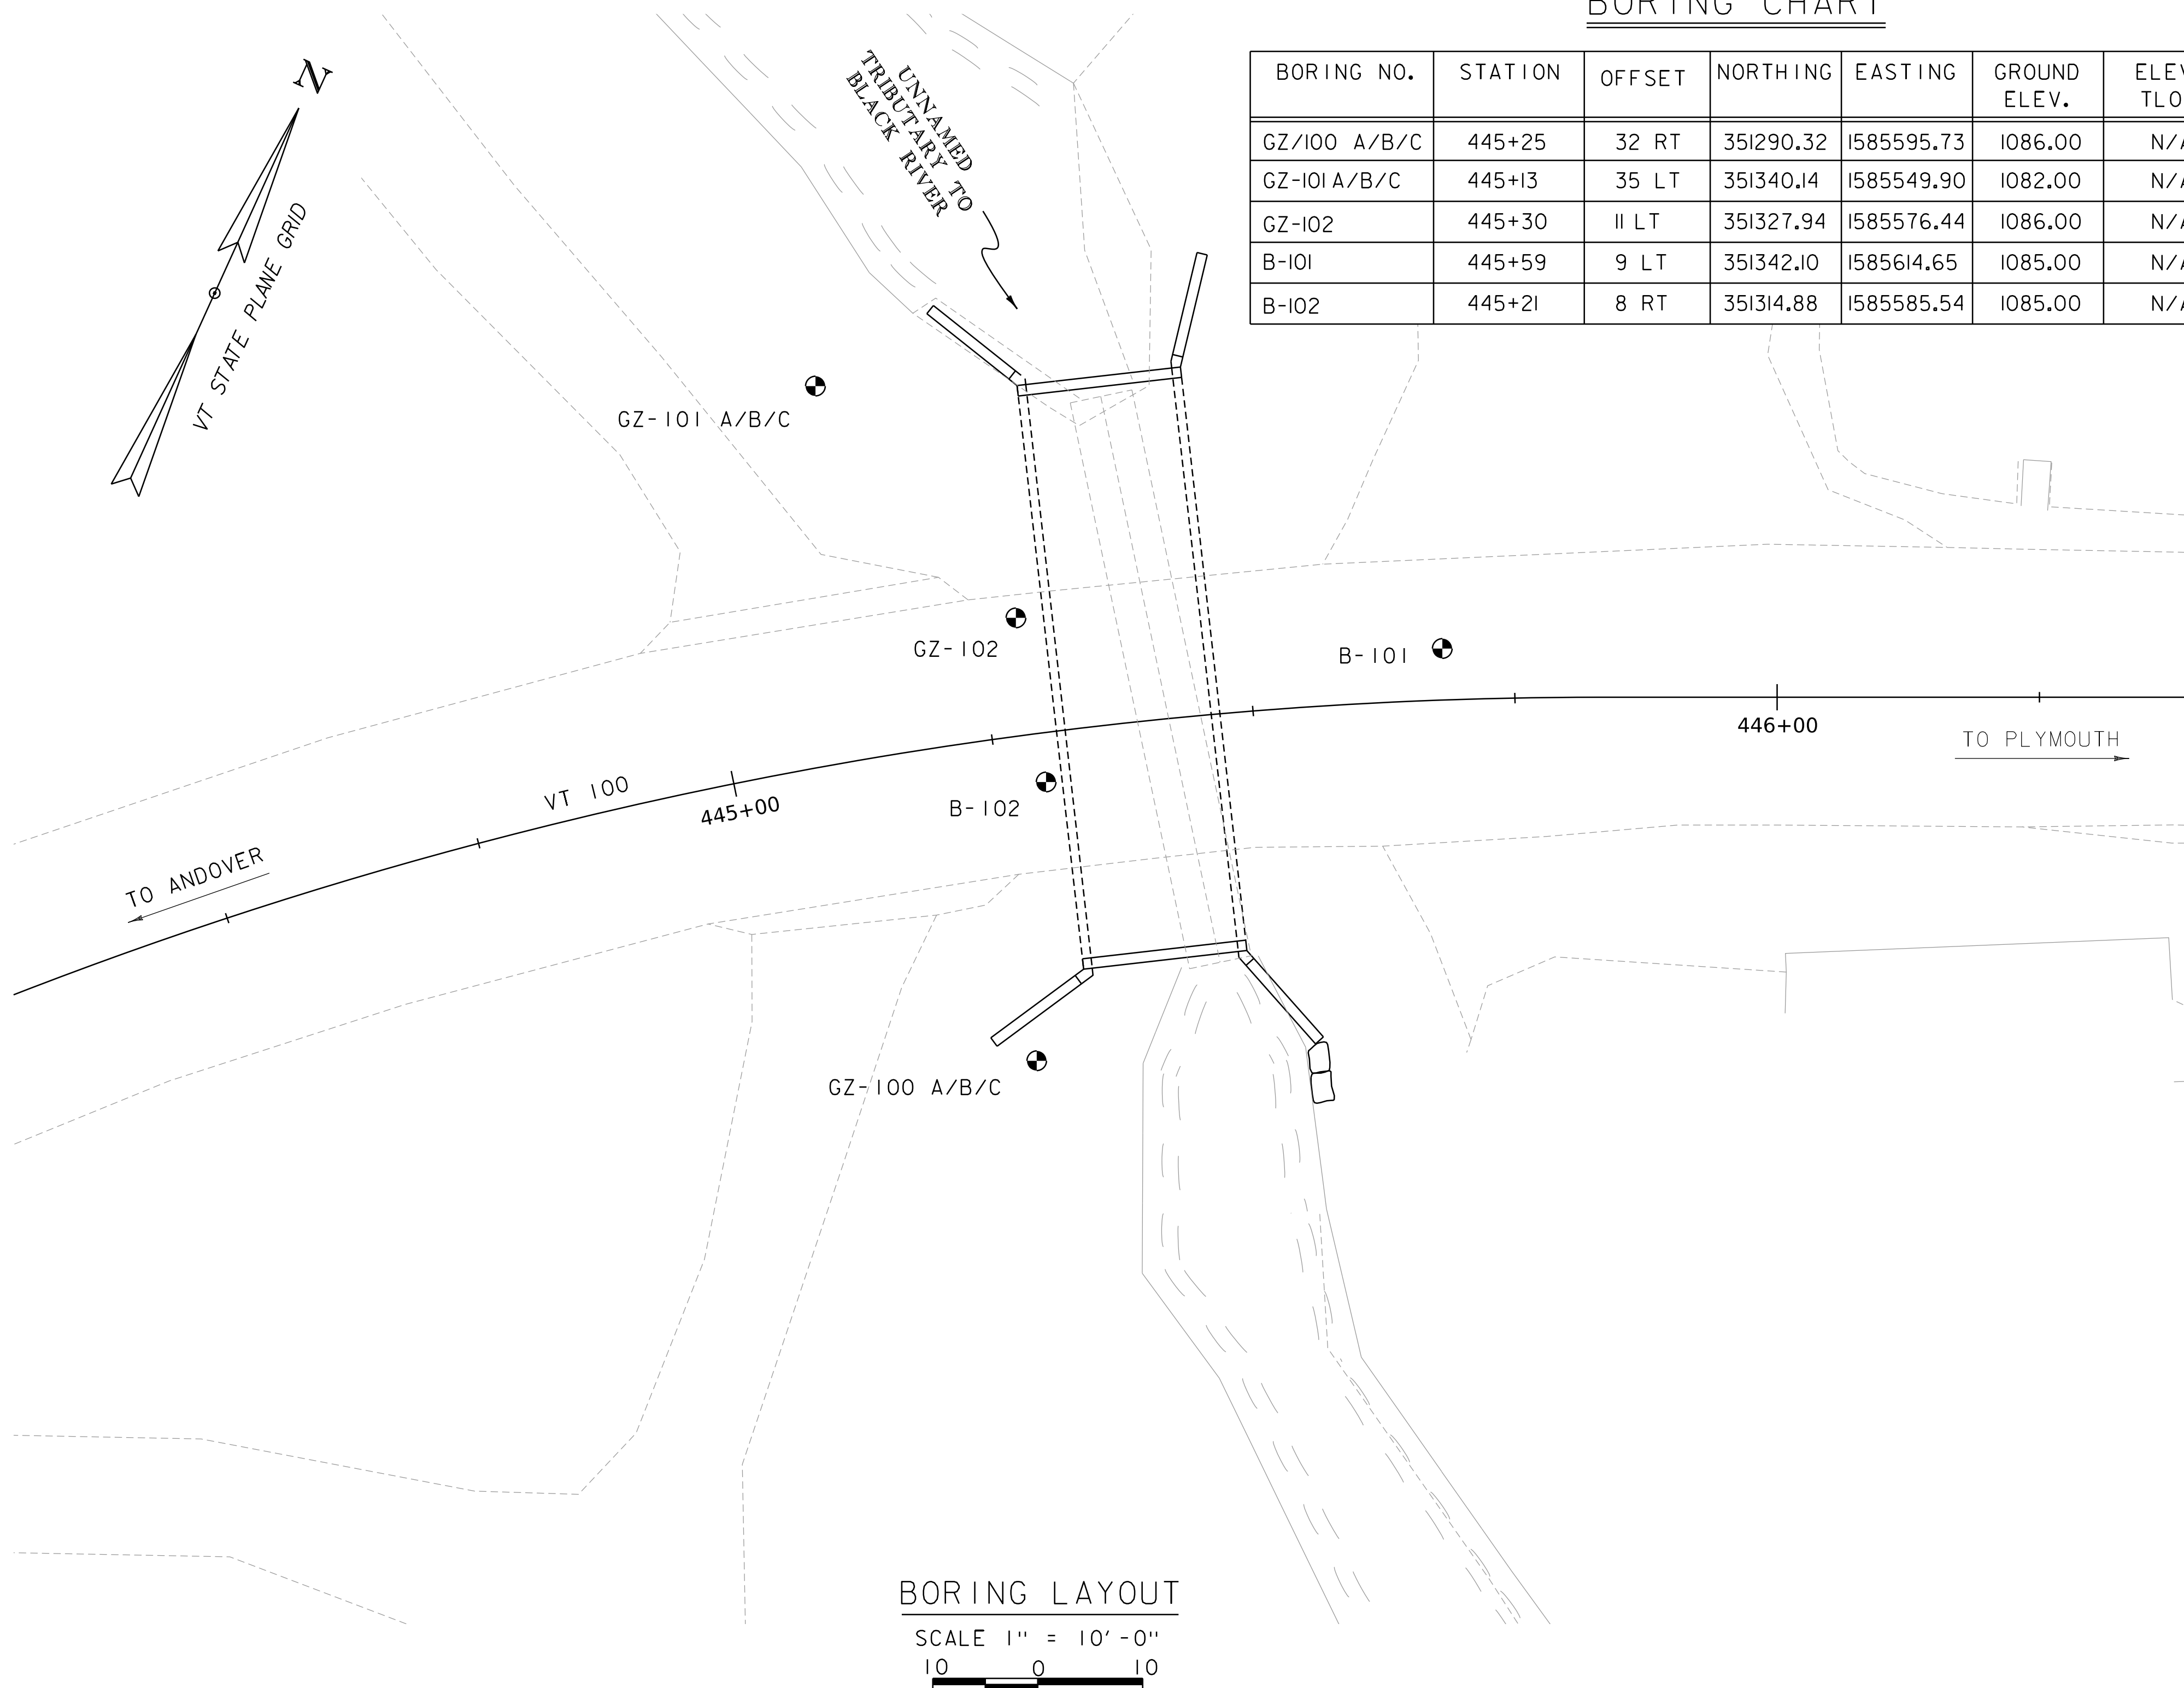 BORING CHART
BORING NO. STATION OFFSET NORTHING EASTING GROUND ELEV.
GZ/100 A/B/C 445+25 32 RT 351290.32 1585595.73 1086.00 N/A
GZ-101 A/B/C 445+13 35 LT 351340.14 1585549.90 1082.00 N/A
GZ-102 445+30 11 LT 351327.94 1585576.44 1086.00 N/A
B-101 445+59 9 LT 351342.10 1585614.65 1085.00 N/A
B-102 445+21 8 RT 351314.88 1585585.54 1085.00 N/A
N
VT STATE PLANE GRID
UNNAMED
TRIBUTARY TO
BLACK RIVER
GZ-101 A/B/C
GZ-102
B-101
446+00
TO PLYMOUTH
VT 100
445+00
B-102
TO ANDOVER
GZ-100 A/B/C
BORING LAYOUT
SCALE 1" = 10'-0"
10 0 10